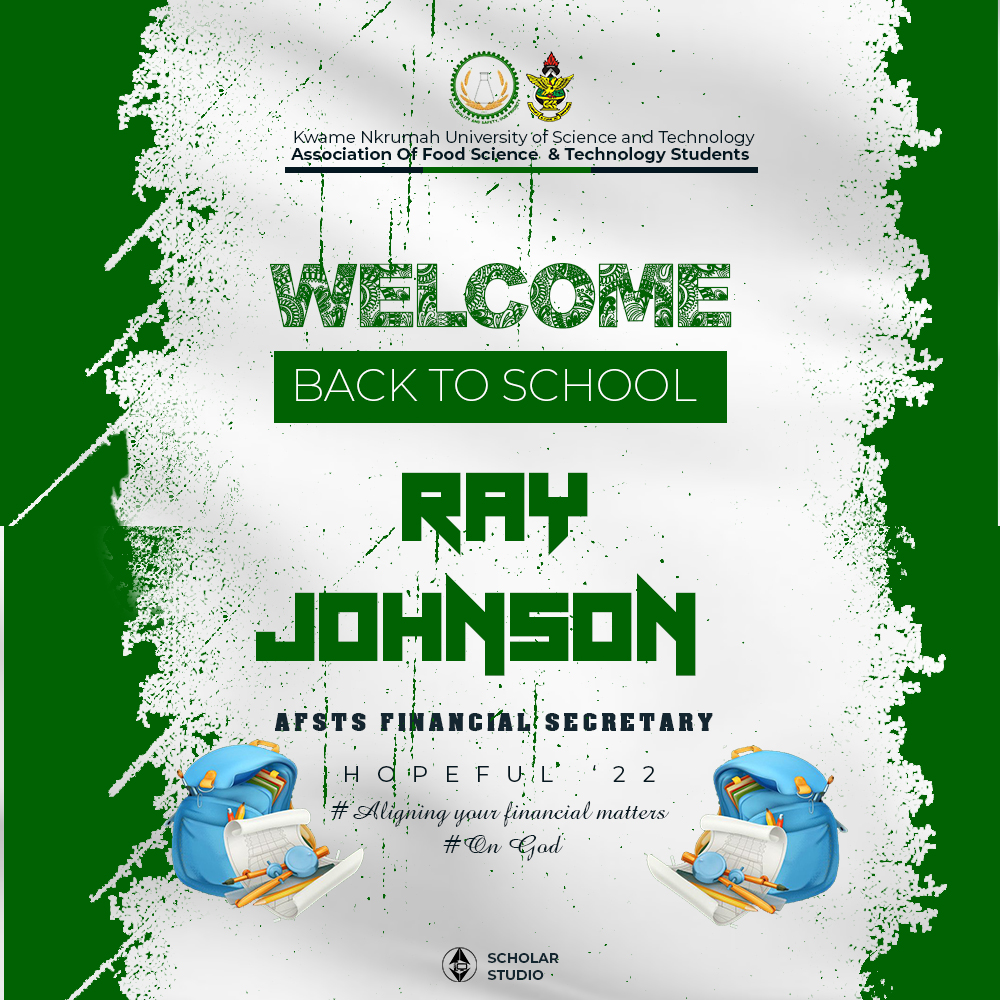 Kwame Nkrumah University of Science and Technology
Association Of Food Science & Technology Students
WELCOME
BACK TO SCHOOL
RAY
JOHNSON
AFSTS FINANCIAL SECRETARY
HOPEFUL '22
# Aligning your financial matters
#On God
SCHOLAR
STUDIO